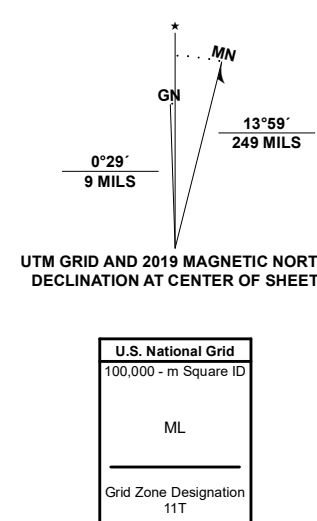 ★
MN
GN
13°59´
249 MILS
0°29´
9 MILS
UTM GRID AND 2019 MAGNETIC NORT
DECLINATION AT CENTER OF SHEET
U.S. National Grid
100,000 - m Square ID
ML
Grid Zone Designation
11T